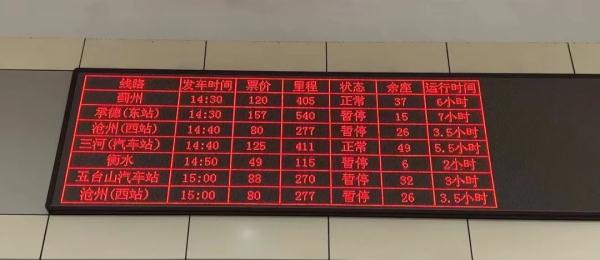 线路 发车时间 票价 里程 状态 余座 运行时间
蓟州 14:30 120 405 正常 37 6小时
承德(东站) 14:30 157 540 暂停 15 7小时
沧州(西站) 14:40 80 277 暂停 26 3.5小时
三河(汽车站) 14:40 125 411 正常 49 5.5小时
衡水 14:50 49 115 暂停 6 2小时
五台山汽车站 15:00 88 270 暂停 32 3小时
沧州(西站) 15:00 80 277 暂停 26 3.5小时